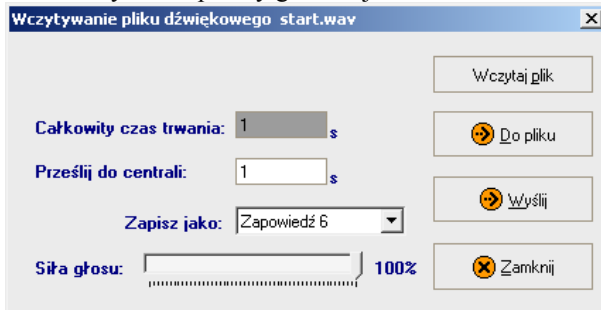 Wczytywanie pliku dźwiękowego start.wav
Wczytaj plik
Całkowity czas trwania: 1 s
Do pliku
Prześlij do centrali: 1 s
Wyślij
Zapisz jako: Zapowiedź 6
Siła głosu: 100%
Zamknij